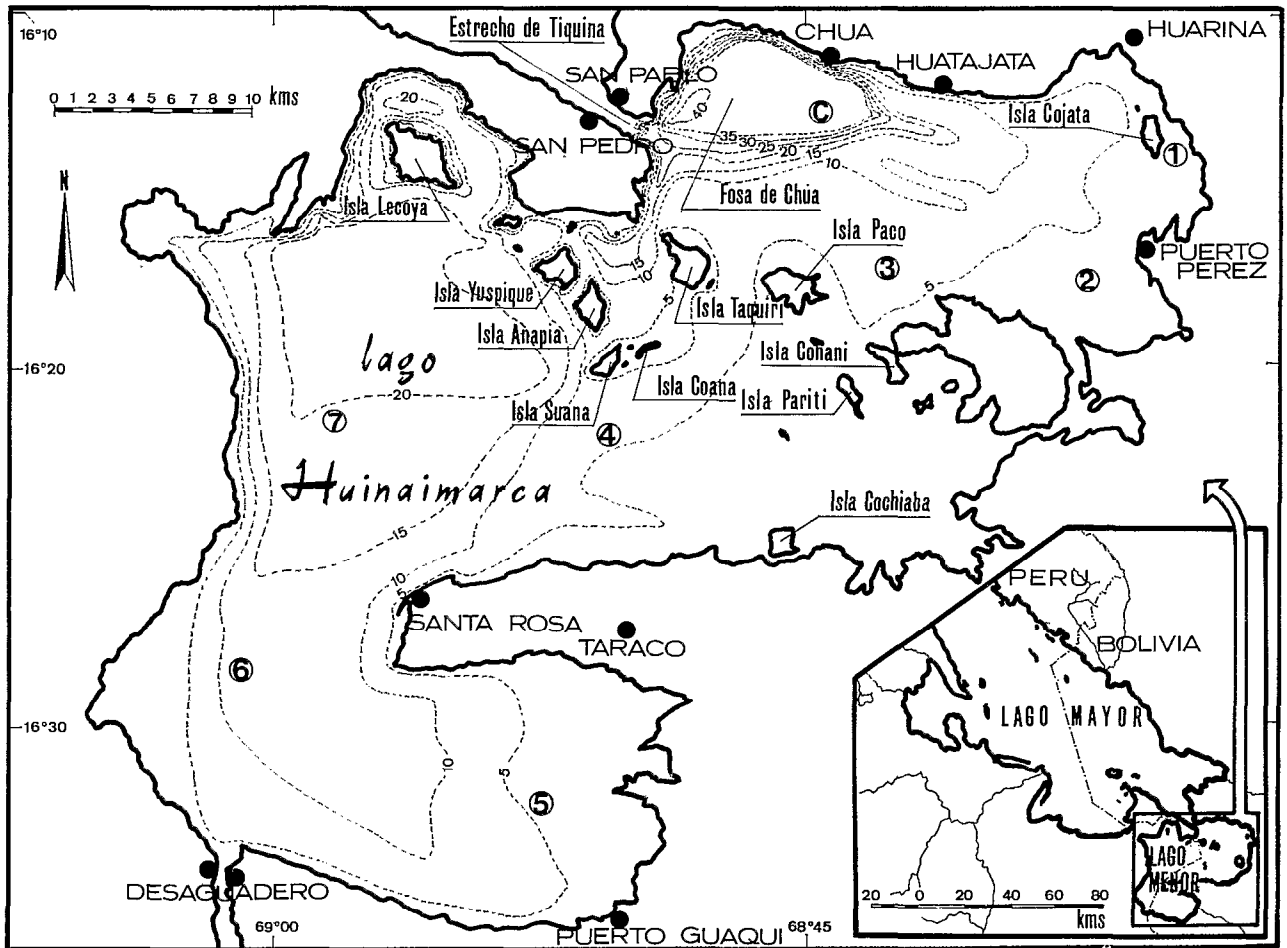 16°10
Estrecho de Tiquina
CHUA
HUARINA
HUATAJATA
SAN PABLO
0 1 2 3 4 5 6 7 8 9 10 kms
20
40
C
Isla Cojata
SAN PEDRO
35
30
25
20
15
10
1
N
Isla Lecoya
Fosa de Chua
Isla Paco
3
PUERTO
PEREZ
15
10
2
Isla Yuspique
5
5
Isla Taquiri
Isla Anapia
Isla Conani
16°20
lago
20
Isla Suana
Isla Coana
Isla Pariti
7
4
Huinaimarca
Isla Cochiaba
15
10
5
SANTA ROSA
TARACO
PERU
BOLIVIA
6
16°30
LAGO MAYOR
10
5
5
LAGO
MENOR
DESAGUADERO
20 0 20 40 60 80
kms
69°00
PUERTO GUAQUI
68°45